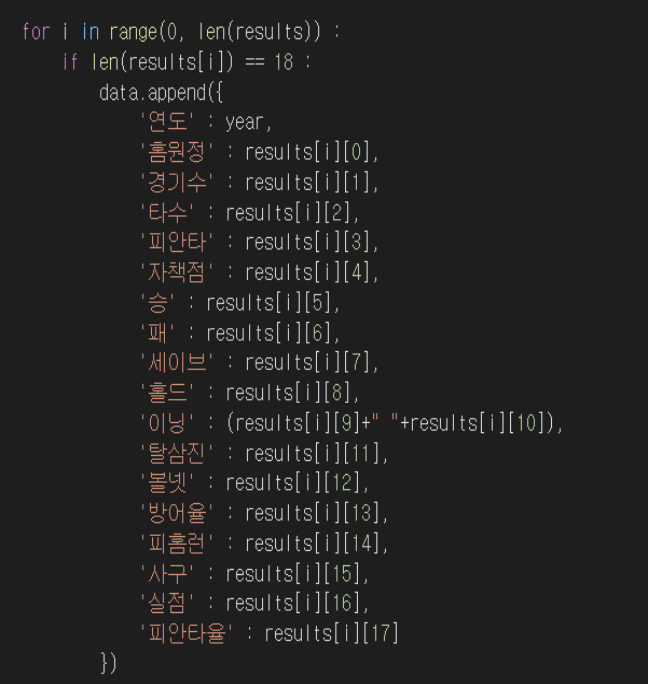 for i in range(0, len(results)) :
    if len(results[i]) == 18 :
        data.append({
            '연도' : year,
            '홈원정' : results[i][0],
            '경기수' : results[i][1],
            '타수' : results[i][2],
            '피안타' : results[i][3],
            '자책점' : results[i][4],
            '승' : results[i][5],
            '패' : results[i][6],
            '세이브' : results[i][7],
            '홀드' : results[i][8],
            '이닝' : (results[i][9]+" "+results[i][10]),
            '탈삼진' : results[i][11],
            '볼넷' : results[i][12],
            '방어율' : results[i][13],
            '피홈런' : results[i][14],
            '사구' : results[i][15],
            '실점' : results[i][16],
            '피안타율' : results[i][17]
        })